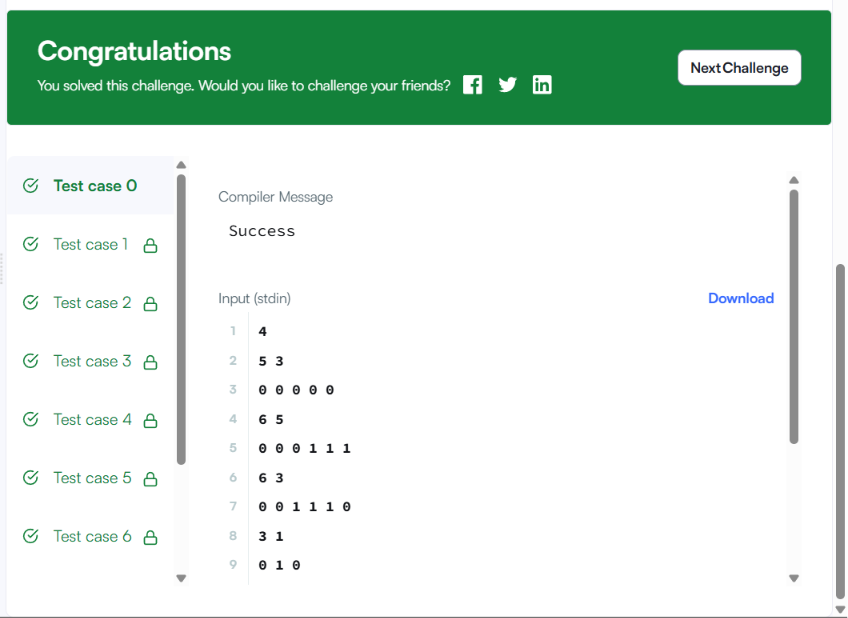 Congratulations
You solved this challenge. Would you like to challenge your friends?
Next Challenge
Test case 0
Test case 1
Test case 2
Test case 3
Test case 4
Test case 5
Test case 6
Compiler Message
Success
Input (stdin)
Download
1 4
2 5 3
3 0 0 0 0 0
4 6 5
5 0 0 0 1 1 1
6 6 3
7 0 0 1 1 1 0
8 3 1
9 0 1 0